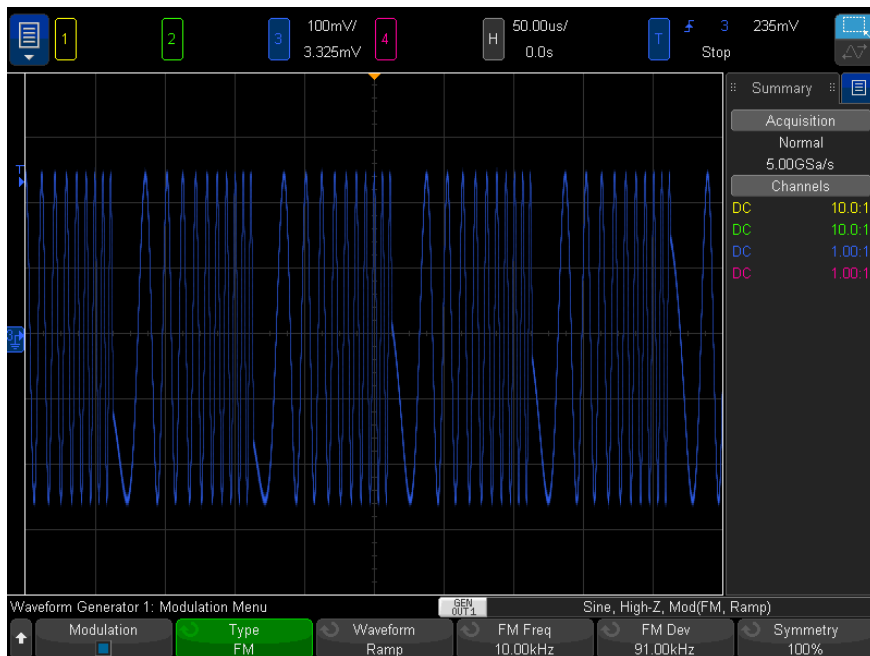 1 2 3 100mV/ 3.325mV 4 H 50.00us/ 0.0s T 3 235mV Stop
Summary
Acquisition
Normal
5.00GSa/s
Channels
DC 10.0:1
DC 10.0:1
DC 1.00:1
DC 1.00:1
T
3
Waveform Generator 1: Modulation Menu GEN OUT1 Sine, High-Z, Mod(FM, Ramp)
Modulation Type Waveform FM Freq FM Dev Symmetry
FM Ramp 10.00kHz 91.00kHz 100%